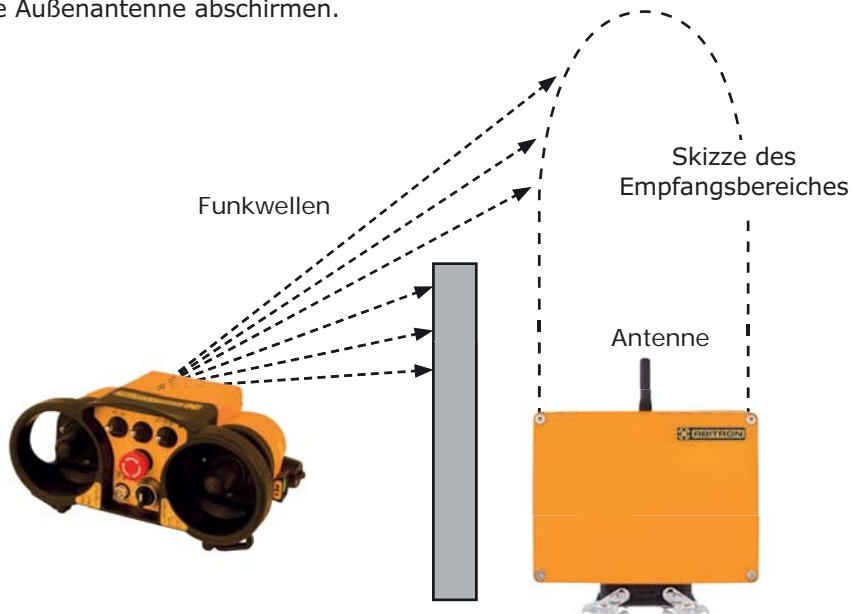 e Außenantenne abschirmen.
Skizze des
Empfangsbereiches
Funkwellen
Antenne
ABITRON